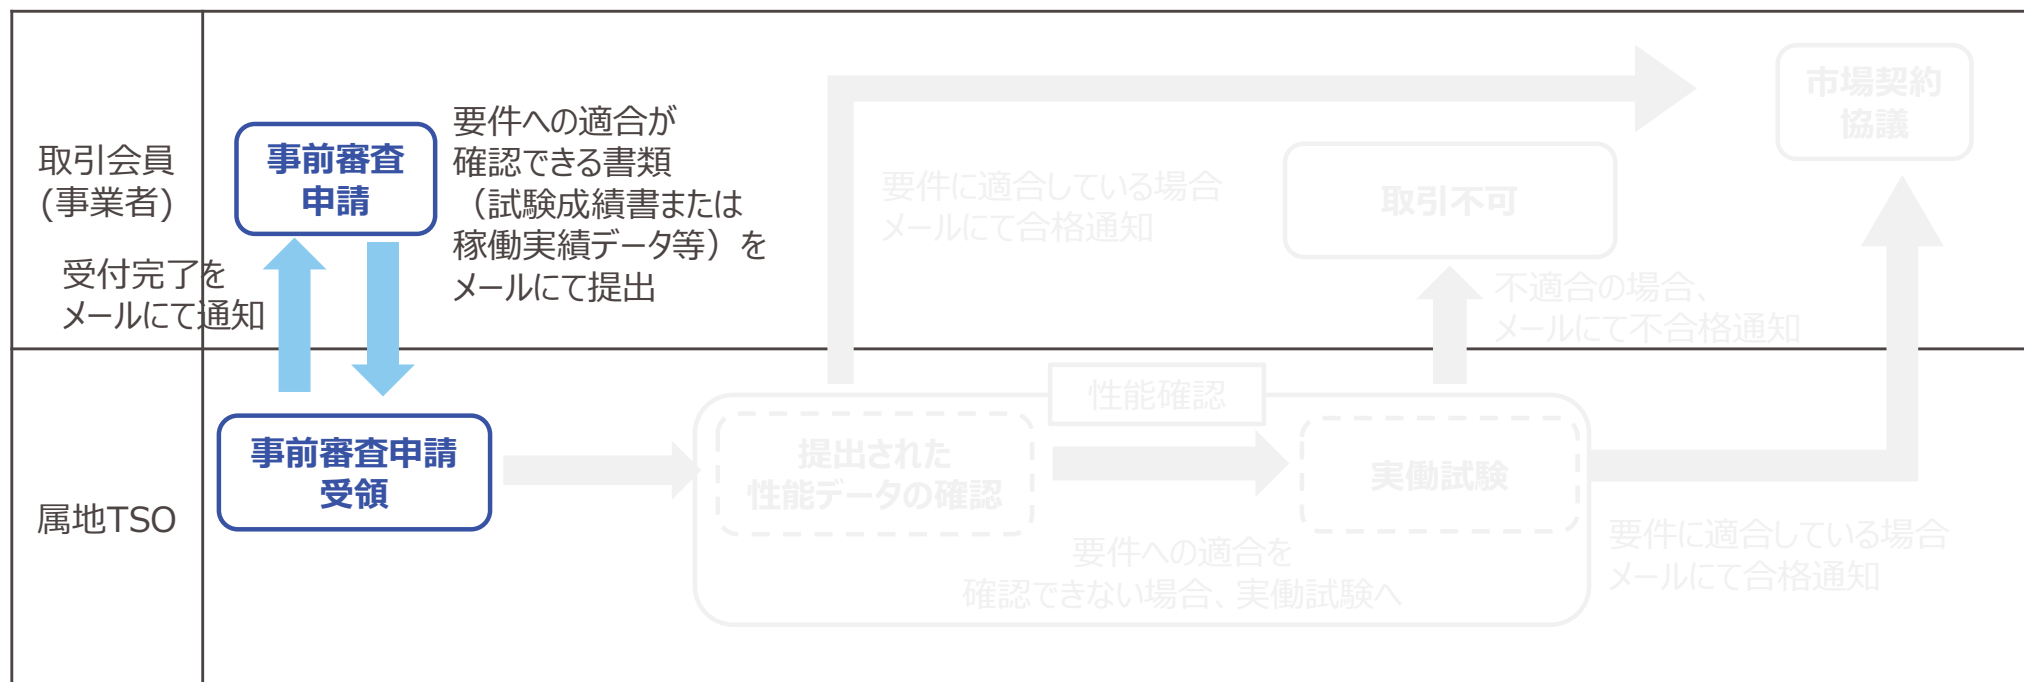 取引会員
(事業者)
事前審査
申請
要件への適合が
確認できる書類
（試験成績書または
稼働実績データ等）を
メールにて提出
受付完了を
メールにて通知
要件に適合している場合
メールにて合格通知
取引不可
市場契約
協議
不適合の場合、
メールにて不合格通知
属地TSO
事前審査申請
受領
性能確認
提出された
性能データの確認
実働試験
要件への適合を
確認できない場合、実働試験へ
要件に適合している場合
メールにて合格通知